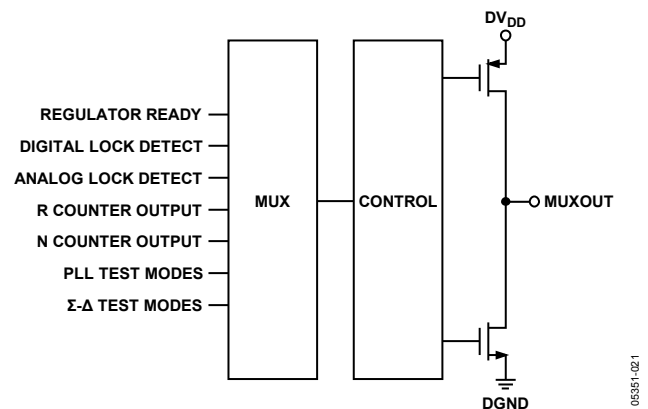 DVDD
REGULATOR READY
DIGITAL LOCK DETECT
ANALOG LOCK DETECT
R COUNTER OUTPUT
N COUNTER OUTPUT
PLL TEST MODES
Σ-Δ TEST MODES
MUX
CONTROL
MUXOUT
DGND
05351-021